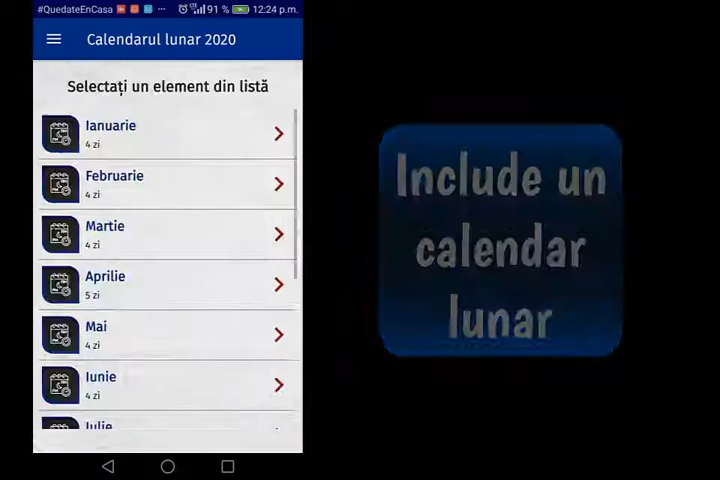 #QuedateEnCasa ... LTE 91 % 12:24 p.m.
Calendarul lunar 2020
Selectați un element din listă
Ianuarie
4 zi
Februarie
4 zi
Martie
4 zi
Aprilie
5 zi
Mai
4 zi
Iunie
4 zi
Iulie
Include un
calendar
lunar